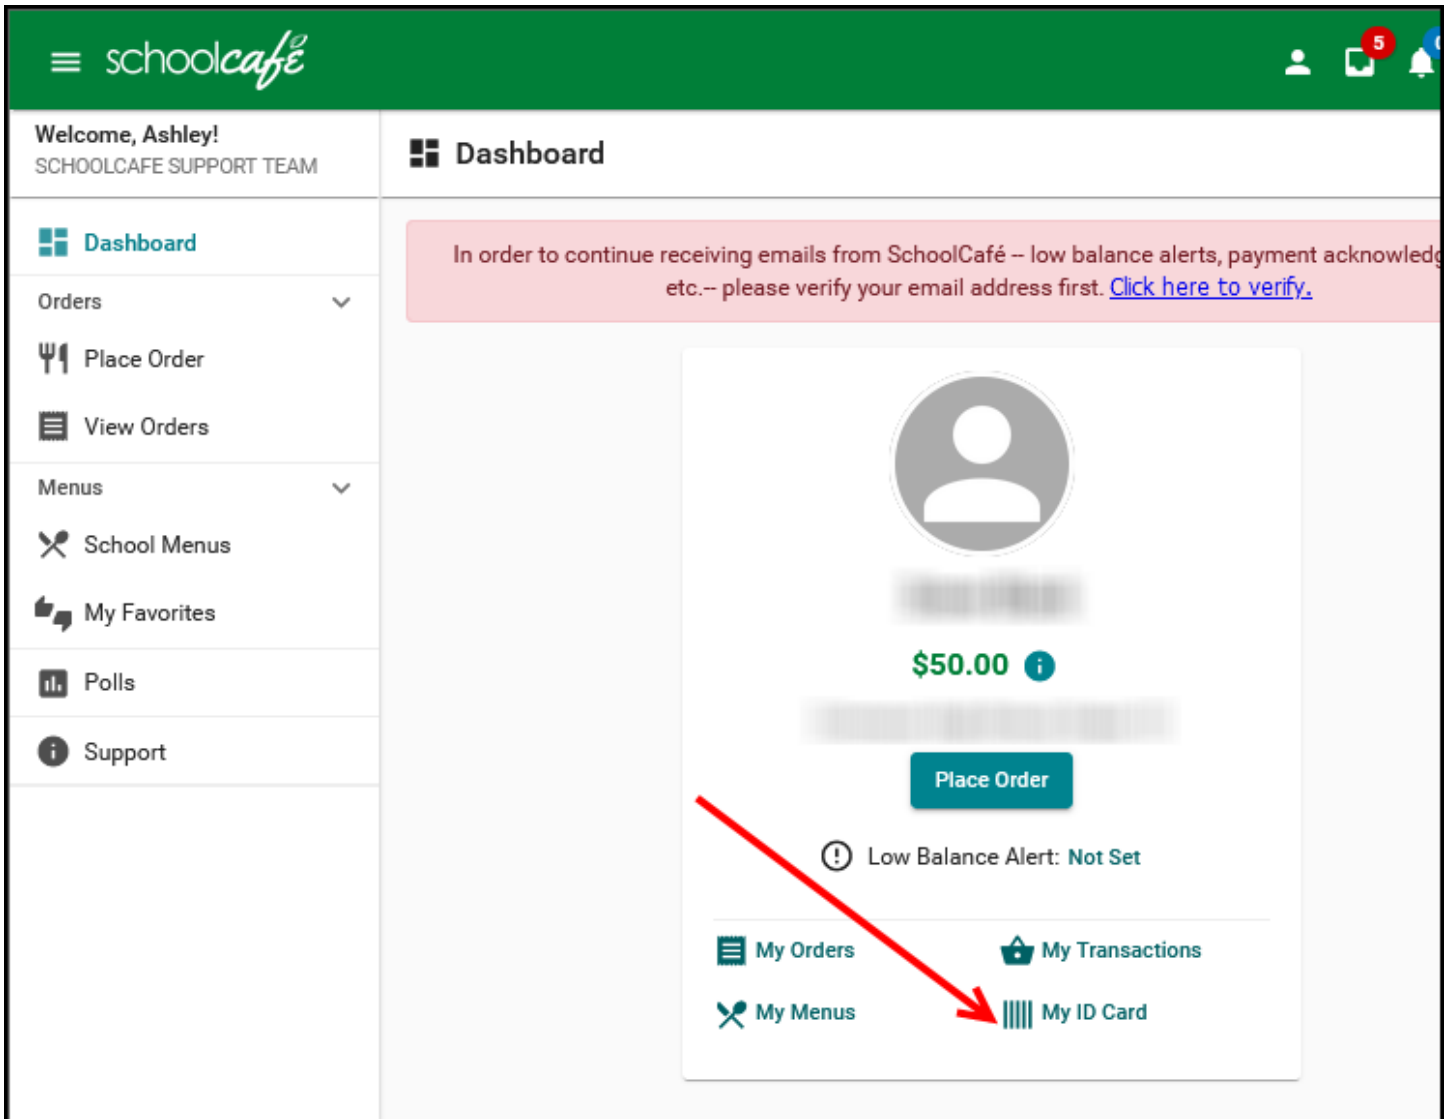 schoolcafé
5
Welcome, Ashley!
SCHOOLCAFE SUPPORT TEAM
Dashboard
Dashboard
In order to continue receiving emails from SchoolCafé -- low balance alerts, payment
etc.-- please verify your email address first. Click here to verify.
Orders
Place Order
View Orders
Menus
School Menus
My Favorites
Polls
Support
$50.00
Place Order
Low Balance Alert: Not Set
My Orders
My Transactions
My Menus
My ID Card